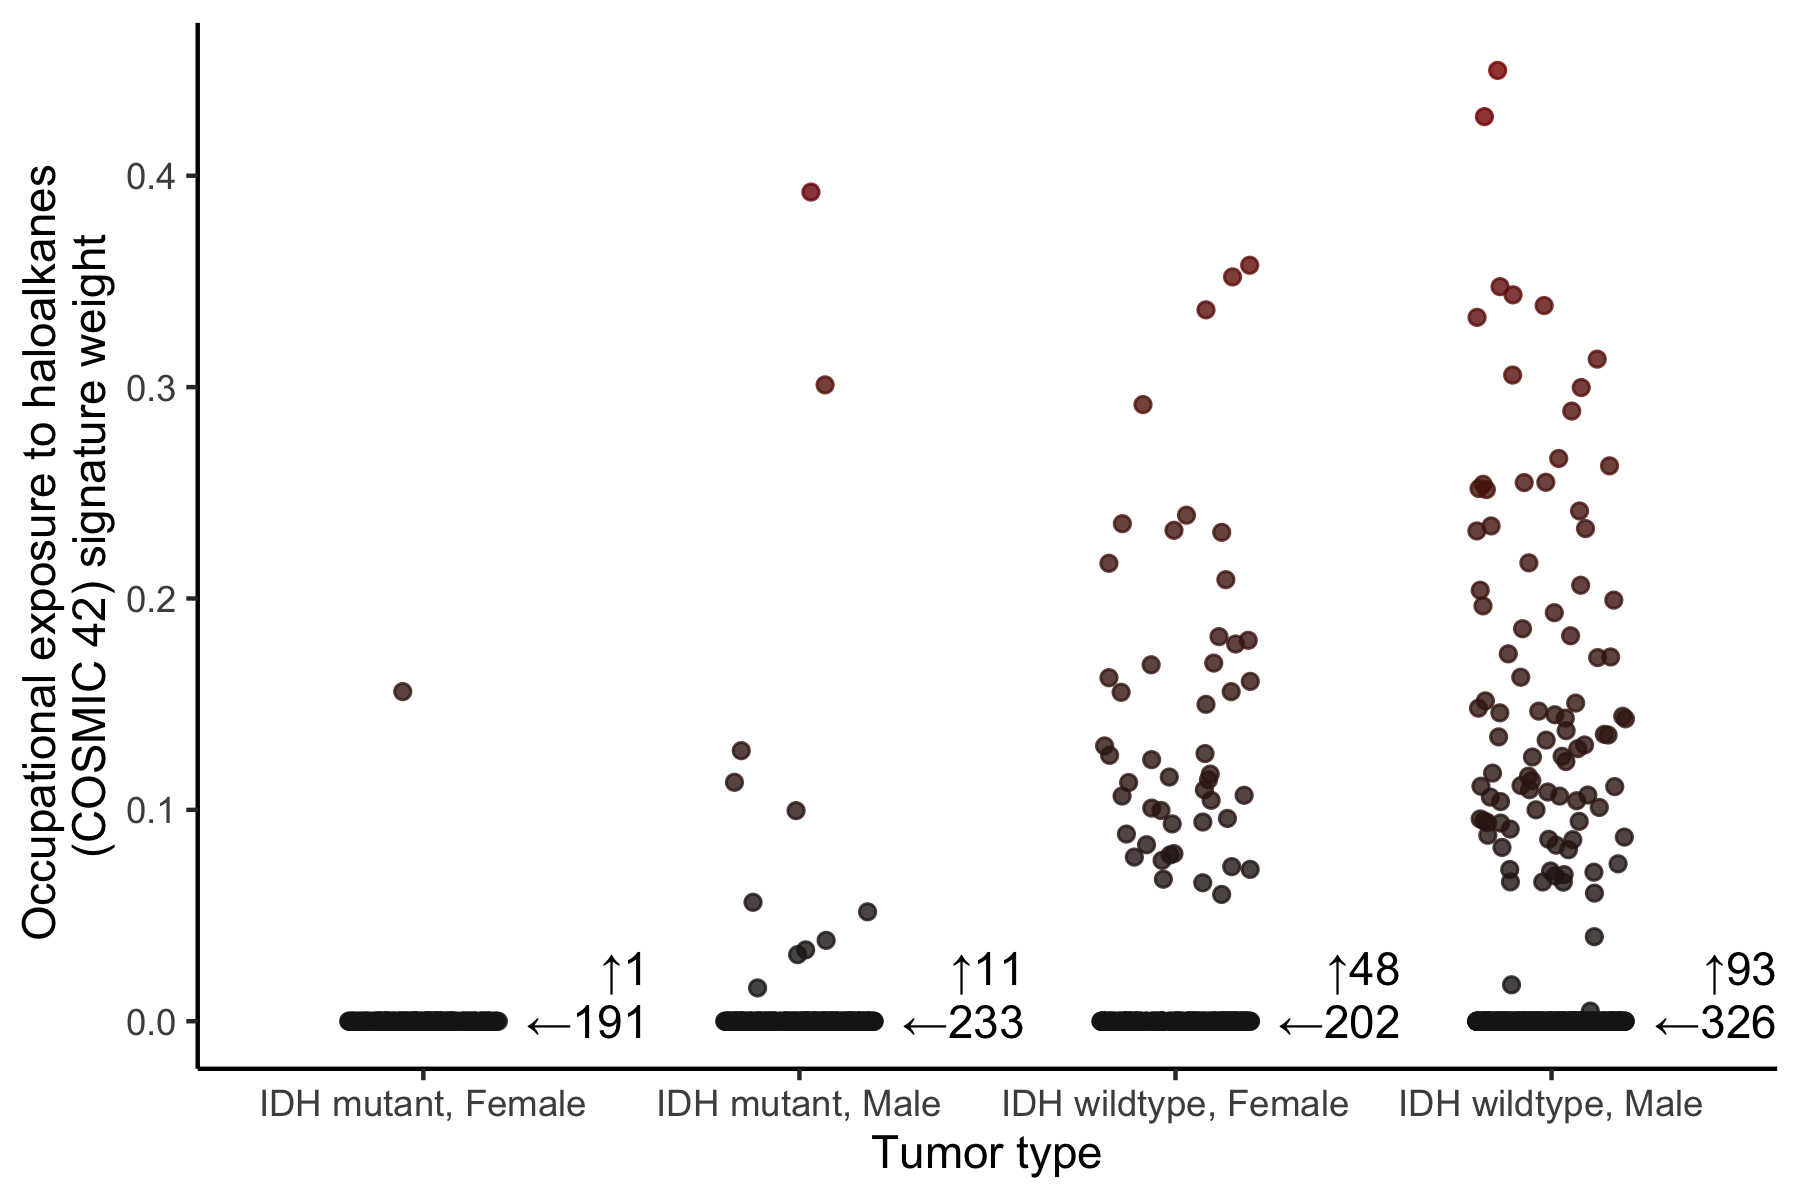 Occupational exposure to haloalkanes
(COSMIC 42) signature weight
0.4
0.3
0.2
0.1
0.0
↑1
↑11
↑48
↑93
←191
←233
←202
←326
IDH mutant, Female
IDH mutant, Male
IDH wildtype, Female
IDH wildtype, Male
Tumor type